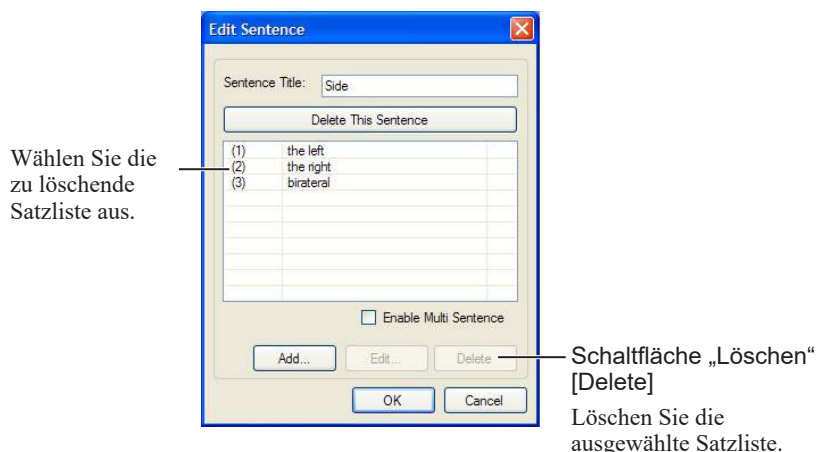 Edit Sentence
Sentence Title: Side
Delete This Sentence
Wählen Sie die
zu löschende
Satzliste aus.
(1) the left
(2) the right
(3) birateral
Enable Multi Sentence
Add... Edit... Delete
OK Cancel
Schaltfläche „Löschen“
[Delete]
Löschen Sie die
ausgewählte Satzliste.